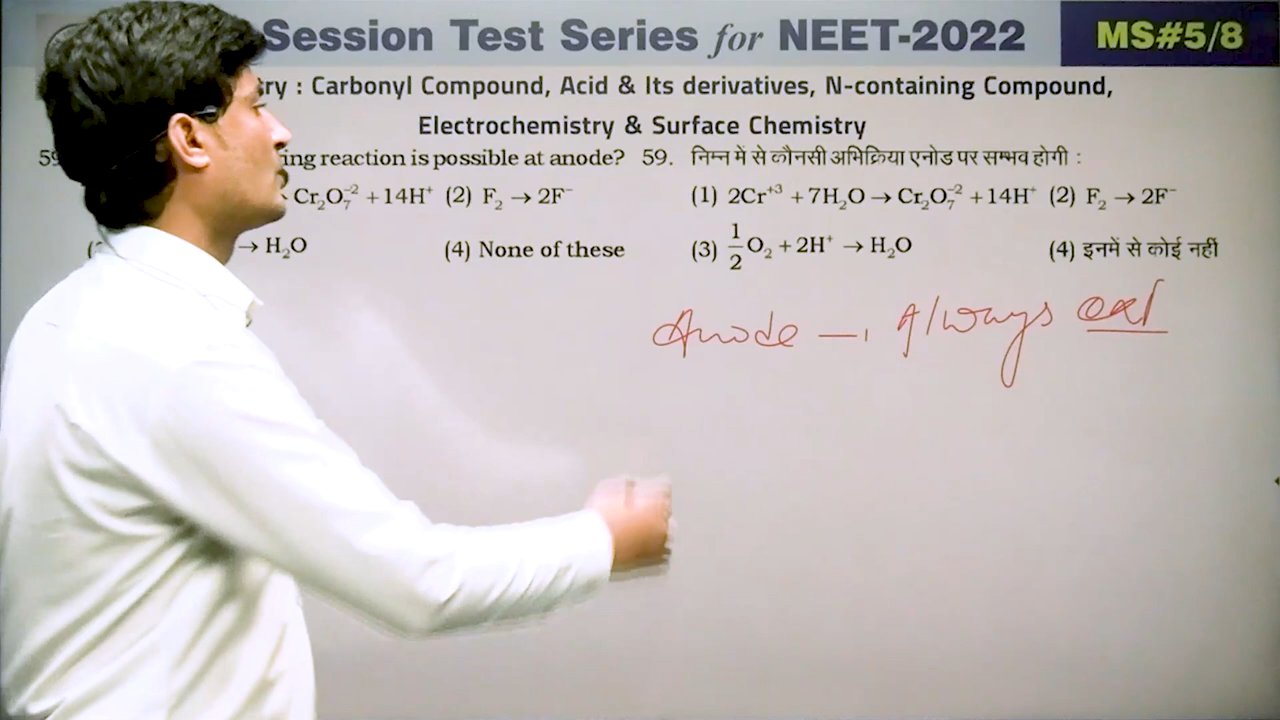 Session Test Series for NEET-2022
MS#5/8
: Carbonyl Compound, Acid & Its derivatives, N-containing Compound,
Electrochemistry & Surface Chemistry
reaction is possible at anode?
Cr₂O₇⁻² + 14H⁺ (2) F₂ → 2F⁻
→ H₂O (4) None of these
59. निम्न में से कौनसी अभिक्रिया एनोड पर सम्भव होगी :
(1) 2Cr⁺³ + 7H₂O → Cr₂O₇⁻² + 14H⁺ (2) F₂ → 2F⁻
(3) 1/2 O₂ + 2H⁺ → H₂O (4) इनमें से कोई नहीं
Anode – Always